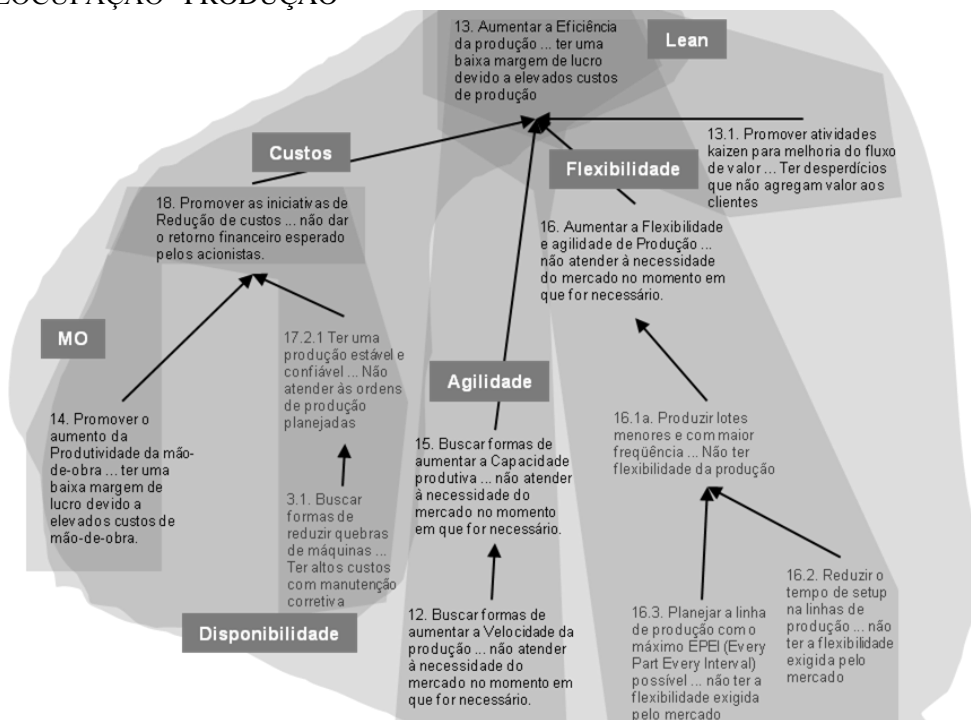 PRODUÇÃO
13. Aumentar a Eficiência
da produção ... ter uma
baixa margem de lucro
devido a elevados custos
de produção
Lean
13.1. Promover atividades
kaizen para melhoria do fluxo
de valor ... Ter desperdícios
que não agregam valor aos
clientes
Custos
Flexibilidade
18. Promover as iniciativas de
Redução de custos ... não dar
o retorno financeiro esperado
pelos acionistas.
16. Aumentar a Flexibilidade
e agilidade de Produção ...
não atender à necessidade
do mercado no momento em
que for necessário.
MO
17.2.1 Ter uma
produção estável e
confiável ... Não
atender às ordens
de produção
planejadas
Agilidade
14. Promover o
aumento da
Produtividade da mão-
de-obra ... ter uma
baixa margem de
lucro devido a
elevados custos de
mão-de-obra.
15. Buscar formas de
aumentar a Capacidade
produtiva ... não atender
à necessidade do
mercado no momento
em que for necessário.
16.1a. Produzir lotes
menores e com maior
freqüência ... Não ter
flexibilidade da produção
3.1. Buscar
formas de
reduzir quebras
de máquinas ...
Ter altos custos
com manutenção
corretiva
Disponibilidade
12. Buscar formas de
aumentar a Velocidade da
produção ... não atender
à necessidade do
mercado no momento em
que for necessário.
16.3. Planejar a linha
de produção com o
máximo EPEI (Every
Part Every Interval)
possível ... não ter a
flexibilidade exigida
pelo mercado
16.2. Reduzir o
tempo de setup
na linhas de
produção ... não
ter a flexibilidade
exigida pelo
mercado